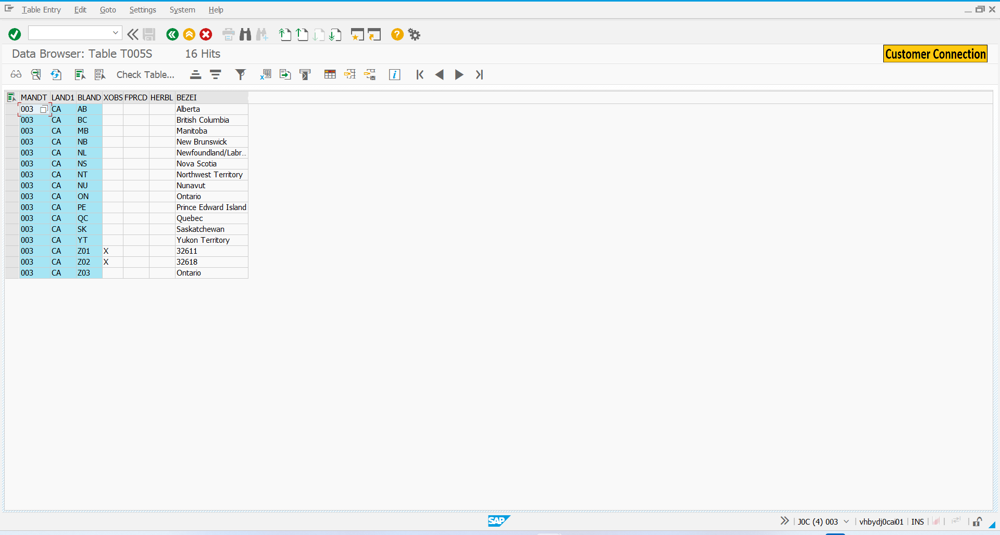 Table Entry Edit Goto Settings System Help
Data Browser: Table T005S 16 Hits
Customer Connection
Check Table...
MANDT LAND1 BLAND XOBS FPRCD HERBL BEZEI
003 CA AB Alberta
003 CA BC British Columbia
003 CA MB Manitoba
003 CA NB New Brunswick
003 CA NL Newfoundland/Labr...
003 CA NS Nova Scotia
003 CA NT Northwest Territory
003 CA NU Nunavut
003 CA ON Ontario
003 CA PE Prince Edward Island
003 CA QC Quebec
003 CA SK Saskatchewan
003 CA YT Yukon Territory
003 CA Z01 X 32611
003 CA Z02 X 32618
003 CA Z03 Ontario
SAP J0C (4) 003 vhbydj0cai01 INS